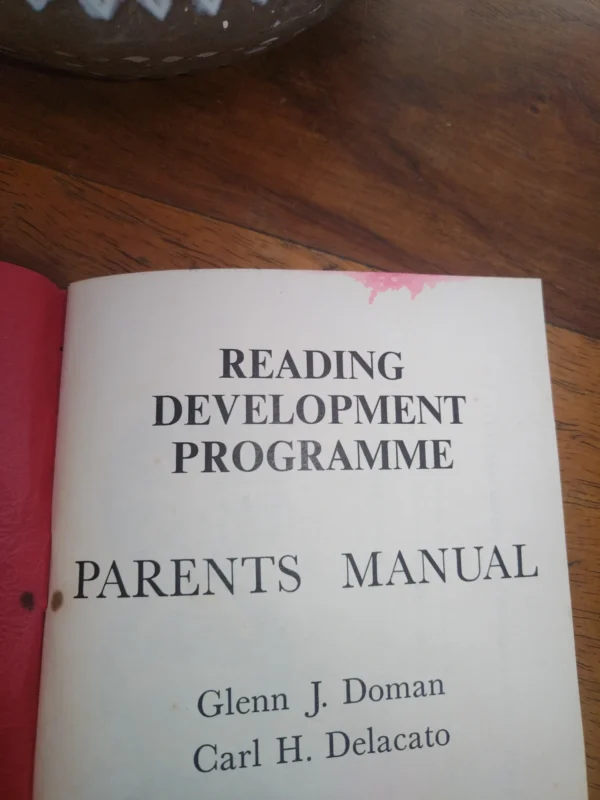 READING
DEVELOPMENT
PROGRAMME
PARENTS MANUAL
Glenn J. Doman
Carl H. Delacato